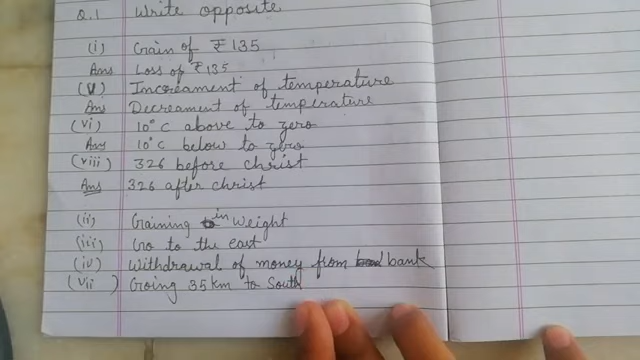 Q.1 Write opposite
(i) Gain of ₹135
Ans Loss of ₹135
(v) Increament of temperature
Ans Decreament of temperature
(vi) 10°C above to zero
Ans 10°C below to zero
(viii) 326 before christ
Ans 326 after christ
(ii) Gaining in Weight
(iii) Go to the east
(iv) Withdrawal of money from bank
(vii) Going 35km to South